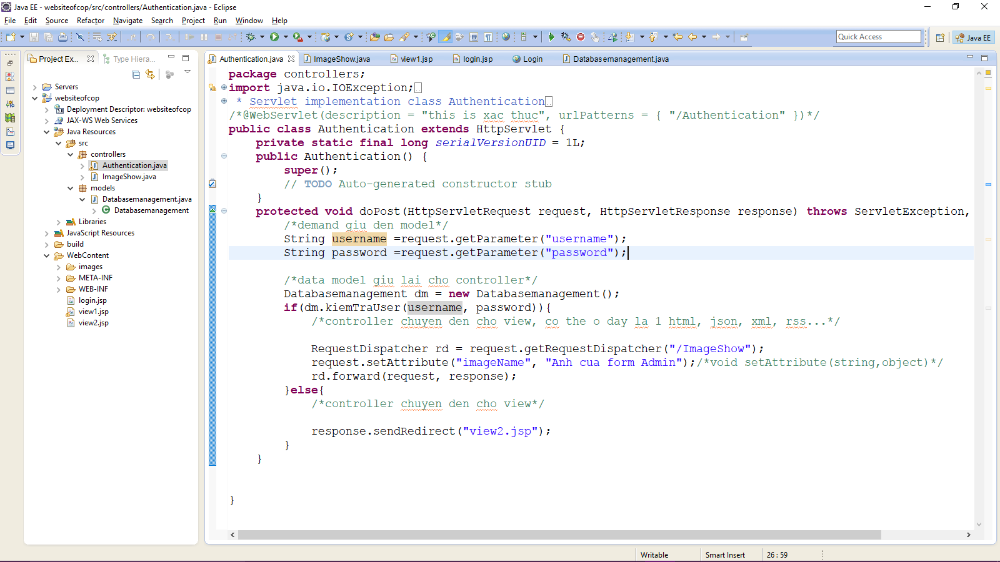 Java EE - websiteofcop/src/controllers/Authentication.java - Eclipse
File Edit Source Refactor Navigate Search Project Run Window Help
Quick Access
Java EE
Project Ex...
Type Hiera...
Servers
websiteofcop
Deployment Descriptor: websiteofcop
JAX-WS Web Services
Java Resources
src
controllers
Authentication.java
ImageShow.java
models
Databasemanagement.java
Databasemanagement
Libraries
JavaScript Resources
build
WebContent
images
META-INF
WEB-INF
login.jsp
view1.jsp
view2.jsp
Authentication.java ImageShow.java view1.jsp login.jsp Login Databasemanagement.java
package controllers;
import java.io.IOException;
* Servlet implementation class Authentication
/*@WebServlet(description = "this is xac thuc", urlPatterns = { "/Authentication" })*/
public class Authentication extends HttpServlet {
private static final long serialVersionUID = 1L;
public Authentication() {
super();
// TODO Auto-generated constructor stub
}
protected void doPost(HttpServletRequest request, HttpServletResponse response) throws ServletException,
/*demand giu den model*/
String username =request.getParameter("username");
String password =request.getParameter("password");
/*data model giu lai cho controller*/
Databasemanagement dm = new Databasemanagement();
if(dm.kiemTraUser(username, password)){
/*controller chuyen den cho view, co the o day la 1 html, json, xml, rss...*/
RequestDispatcher rd = request.getRequestDispatcher("/ImageShow");
request.setAttribute("imageName", "Anh cua form Admin");/*void setAttribute(string,object)*/
rd.forward(request, response);
}else{
/*controller chuyen den cho view*/
response.sendRedirect("view2.jsp");
}
}
}
Writable Smart Insert 26 : 59